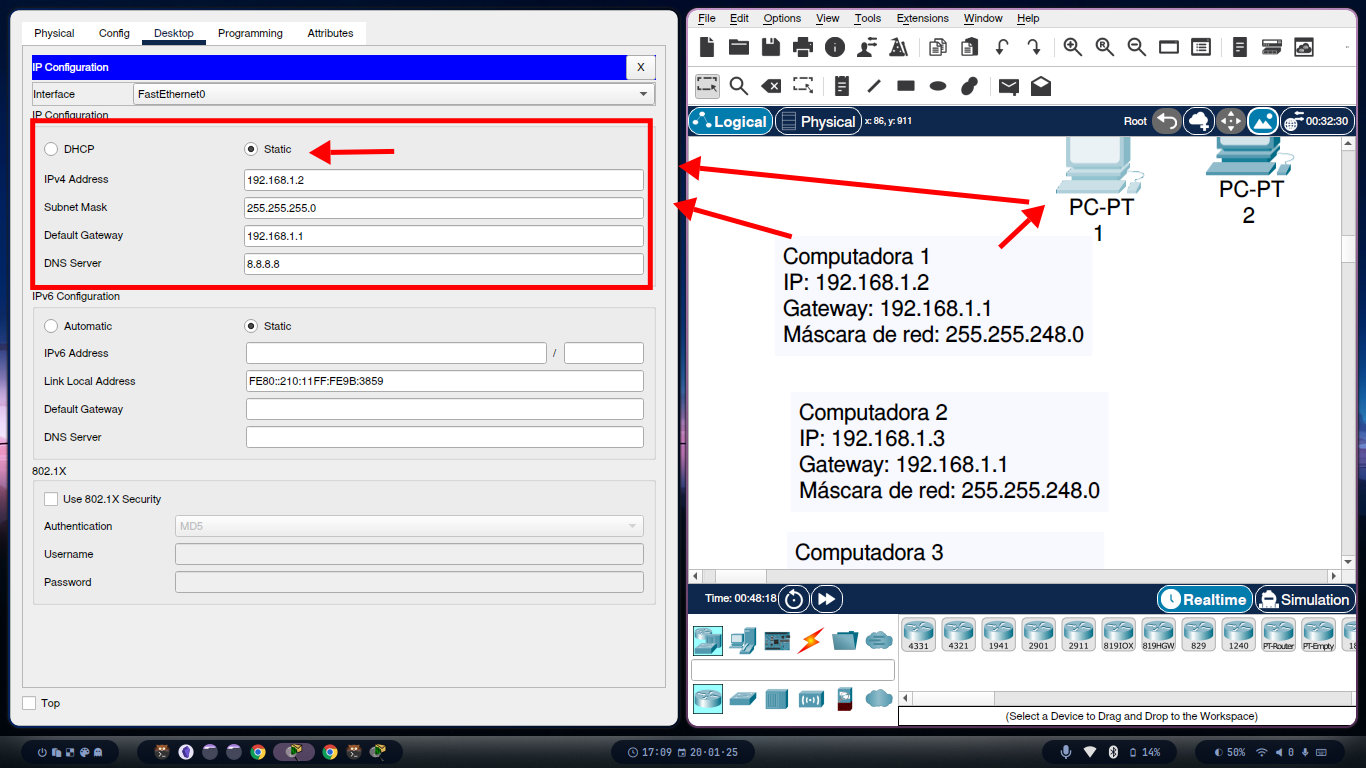 Physical Config Desktop Programming Attributes
IP Configuration X
Interface FastEthernet0
IP Configuration
DHCP Static
IPv4 Address 192.168.1.2
Subnet Mask 255.255.255.0
Default Gateway 192.168.1.1
DNS Server 8.8.8.8
IPv6 Configuration
Automatic Static
IPv6 Address /
Link Local Address FE80::210:11FF:FE9B:3859
Default Gateway
DNS Server
802.1X
Use 802.1X Security
Authentication MD5
Username
Password
Top
File Edit Options View Tools Extensions Window Help
Logical Physical x: 86, y: 911 Root 00:32:30
PC-PT
1
PC-PT
2
Computadora 1
IP: 192.168.1.2
Gateway: 192.168.1.1
Máscara de red: 255.255.248.0
Computadora 2
IP: 192.168.1.3
Gateway: 192.168.1.1
Máscara de red: 255.255.248.0
Computadora 3
Time: 00:48:18 Realtime Simulation
4331 4321 1941 2901 2911 819IOX 819HGW 829 1240 PT-Router PT-Empty
(Select a Device to Drag and Drop to the Workspace)
17:09 20-01-25 14% 50% 0